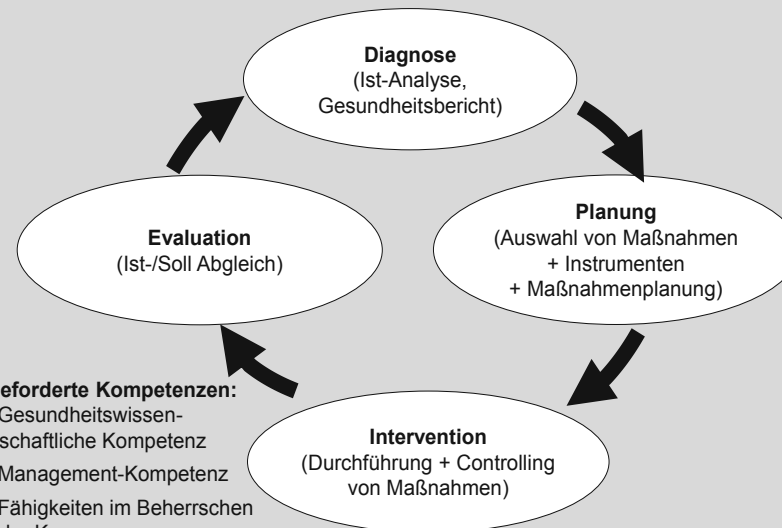 Diagnose
(Ist-Analyse,
Gesundheitsbericht)
Planung
(Auswahl von Maßnahmen
+ Instrumenten
+ Maßnahmenplanung)
Evaluation
(Ist-/Soll Abgleich)
Intervention
(Durchführung + Controlling
von Maßnahmen)
eforderte Kompetenzen:
Gesundheitswissen-
schaftliche Kompetenz
Management-Kompetenz
Fähigkeiten im Beherrschen